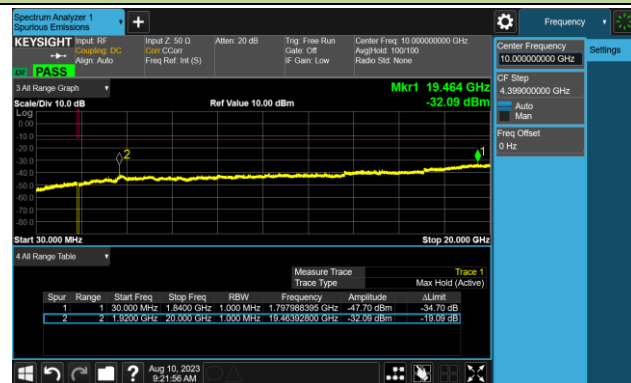 Spectrum Analyzer 1
Spurious Emissions
Frequency
KEYSIGHT Input: RF Input Z: 50 Ω Atten: 20 dB Trig: Free Run Center Freq: 10.000000000 GHz
Coupling: DC Corr CCorr Gate: Off Avg|Hold: 100/100
Align: Auto Freq Ref: Int (S) IF Gain: Low Radio Std: None
PASS
Center Frequency
10.000000000 GHz
Settings
CF Step
4.399000000 GHz
Auto
Man
Freq Offset
0 Hz
3 All Range Graph
Mkr1 19.464 GHz
Scale/Div 10.0 dB Ref Value 10.00 dBm -32.09 dBm
Log
0.00
-10.0
-20.0
-30.0
-40.0
-50.0
-60.0
-70.0
-80.0
2
1
Start 30.000 MHz Stop 20.000 GHz
4 All Range Table
Measure Trace Trace 1
Trace Type Max Hold (Active)
Spur Range Start Freq Stop Freq RBW Frequency Amplitude ΔLimit
1 1 30.000 MHz 1.8400 GHz 1.000 MHz 1.797988395 GHz -47.70 dBm -34.70 dB
2 2 1.9200 GHz 20.000 GHz 1.000 MHz 19.46392800 GHz -32.09 dBm -19.09 dB
? Aug 10, 2023
9:21:56 AM